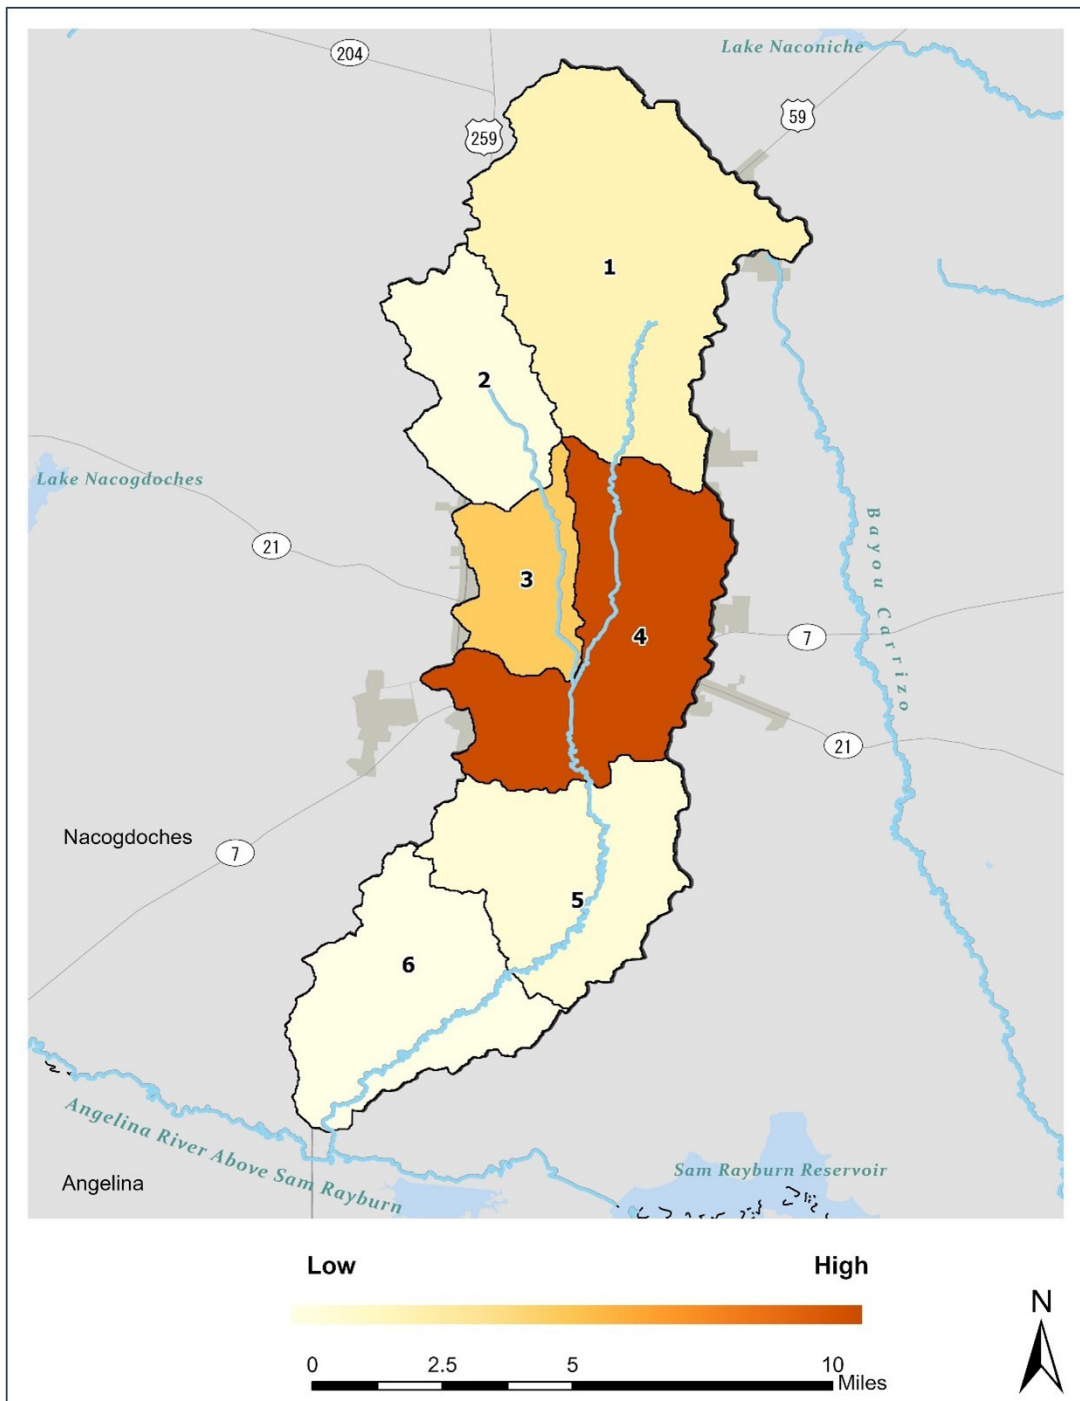 Lake Naconiche
204
59
259
1
2
Lake Nacogdoches
Bayou Carrizo
21
3
4
7
21
Nacogdoches
7
5
6
Angelina River Above Sam Rayburn
Sam Rayburn Reservoir
Angelina
Low High
N
0 2.5 5 10
Miles